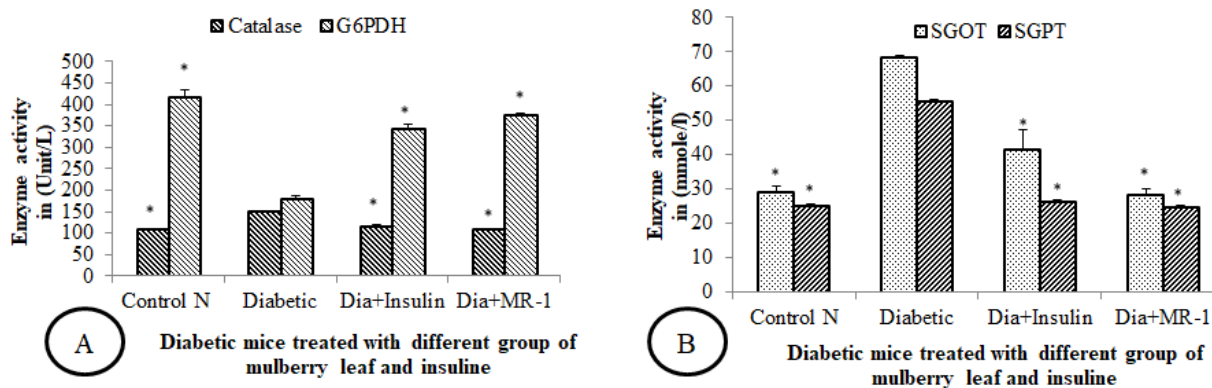 Catalase G6PDH
500
450
400
350
300
250
200
150
100
50
0
Enzyme activity
in (Unit/L)
* * * * * *
Control N Diabetic Dia+Insulin Dia+MR-1
A
Diabetic mice treated with different group of
mulberry leaf and insuline
SGOT SGPT
80
70
60
50
40
30
20
10
0
Enzyme activity
in (mmole/l)
* * * * * *
Control N Diabetic Dia+Insulin Dia+MR-1
B
Diabetic mice treated with different group of
mulberry leaf and insuline